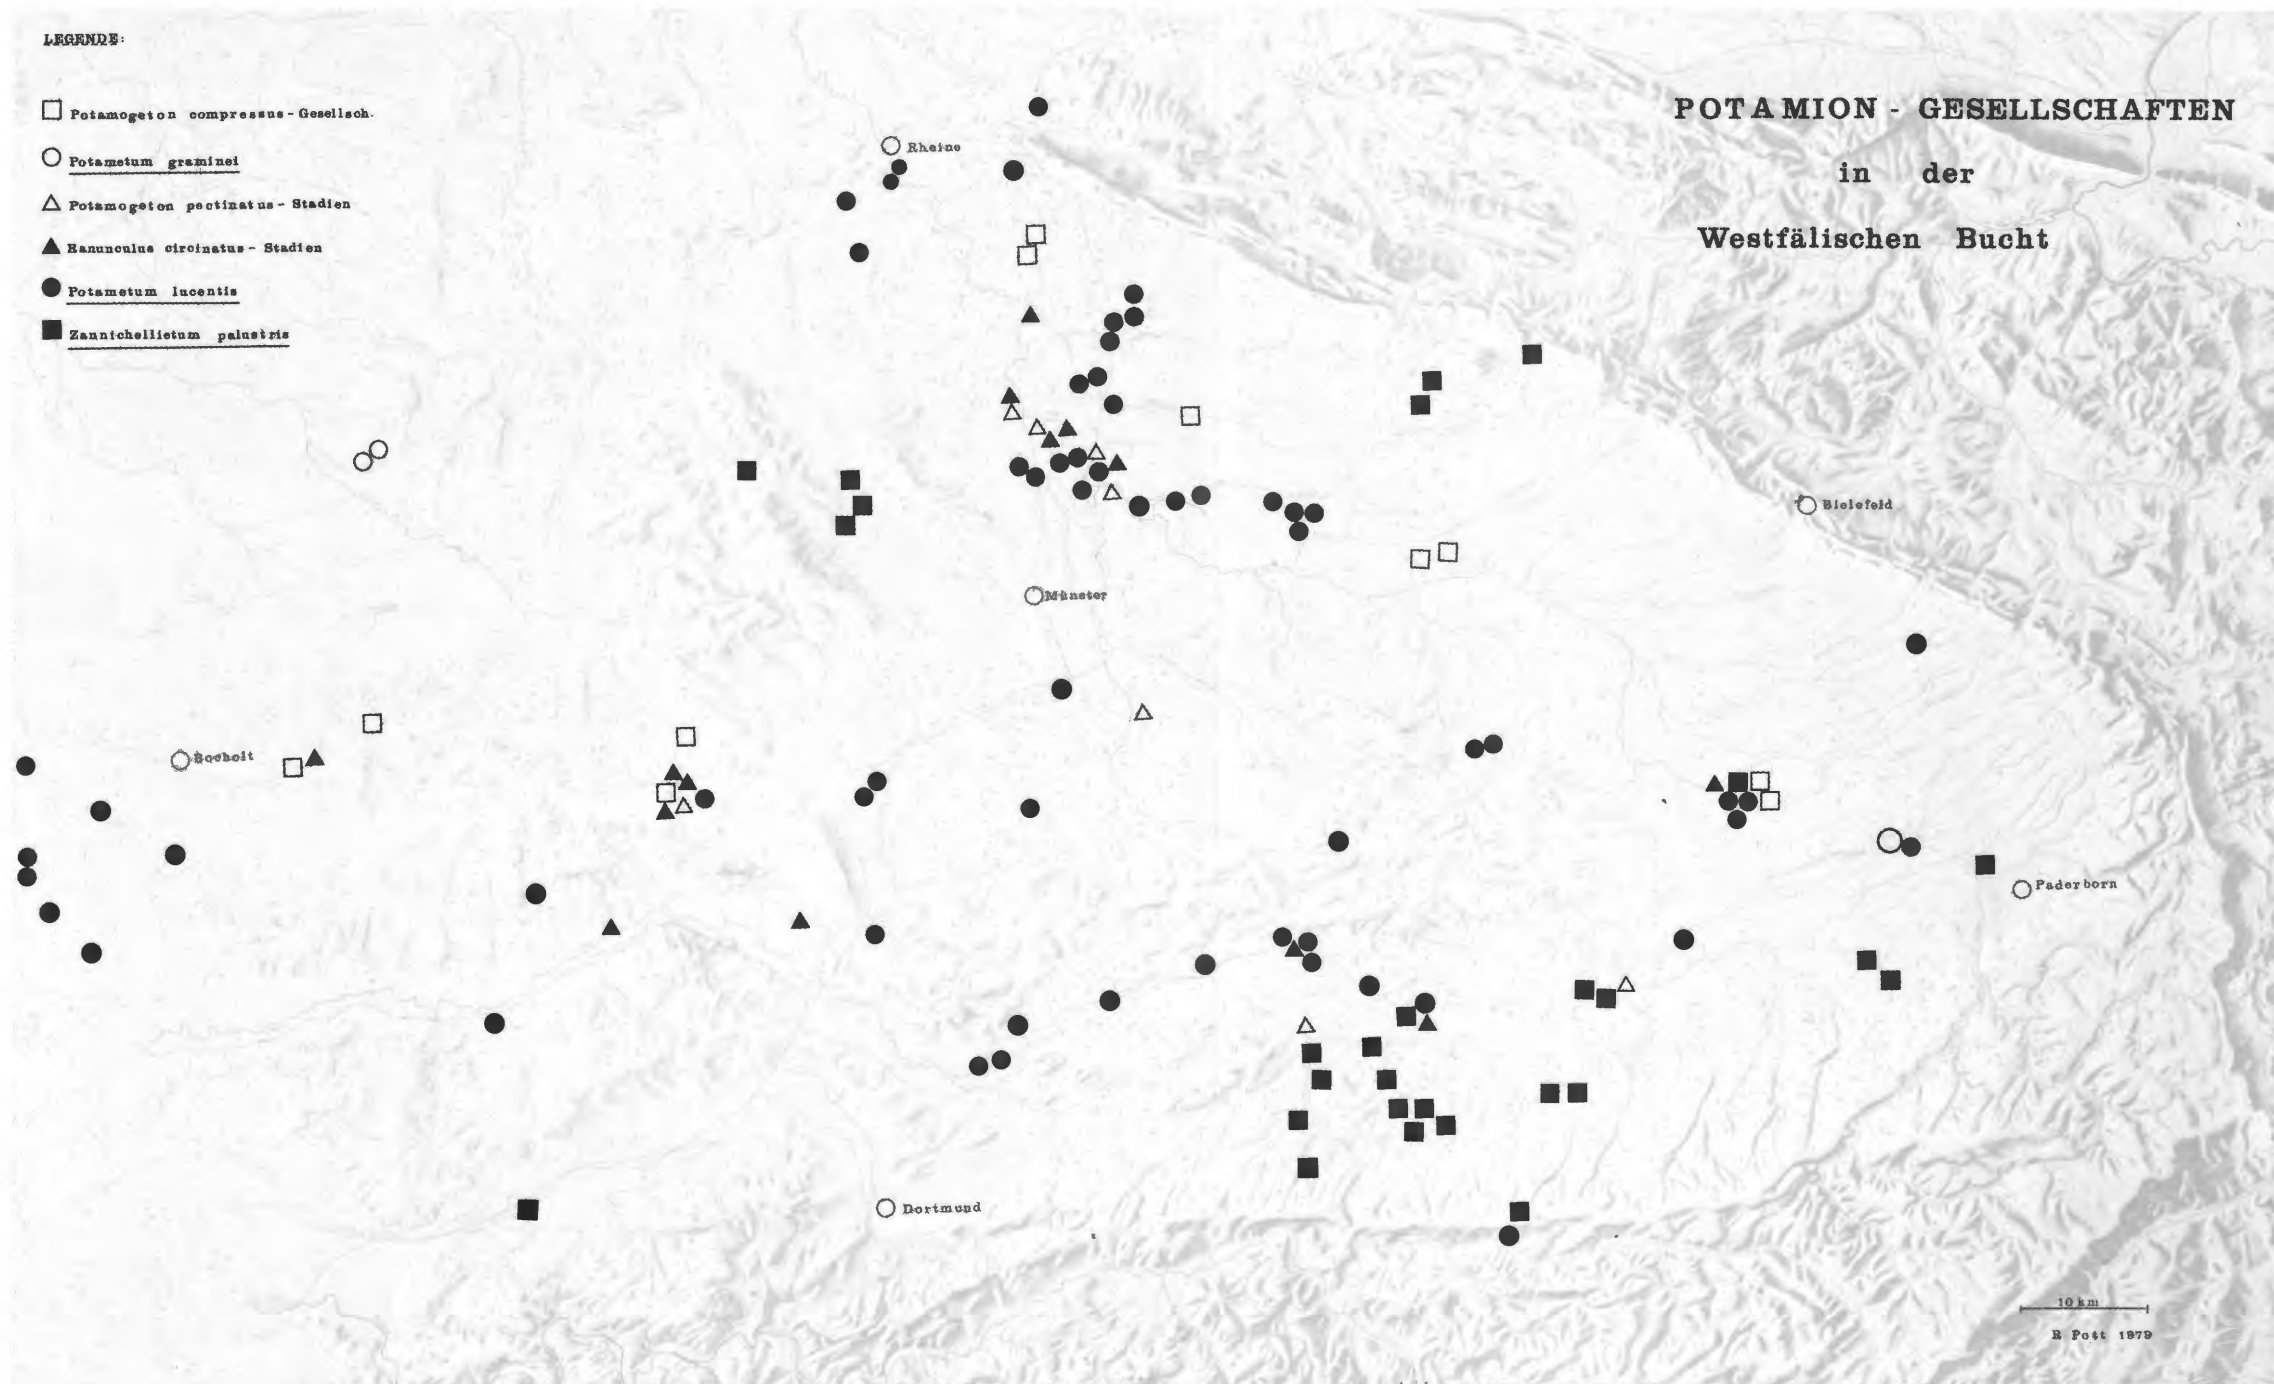 LEGENDE:
Potamogeton compressus - Gesellsch.
Potametum graminei
Potamogeton pectinatus - Stadien
Ranunculus circinatus - Stadien
Potametum lucentis
Zannichellietum palustris
POTAMION - GESELLSCHAFTEN
in der
Westfälischen Bucht
Rheine
Bielefeld
Münster
Bocholt
Paderborn
Dortmund
10 km
R Pott 1979